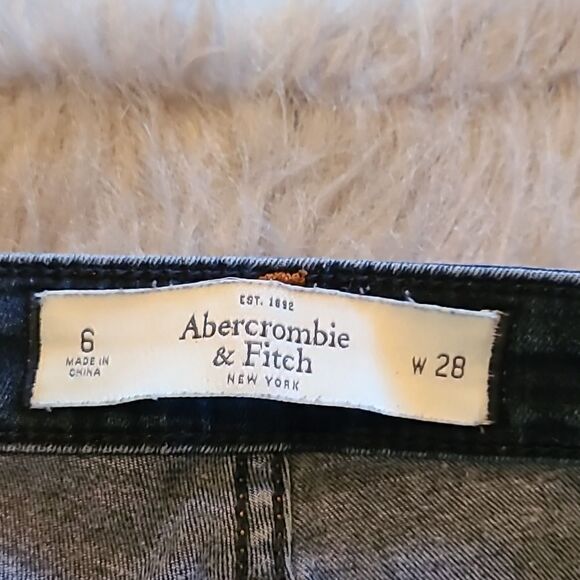 6
MADE IN
CHINA
EST. 1892
Abercrombie
& Fitch
NEW YORK
W 28